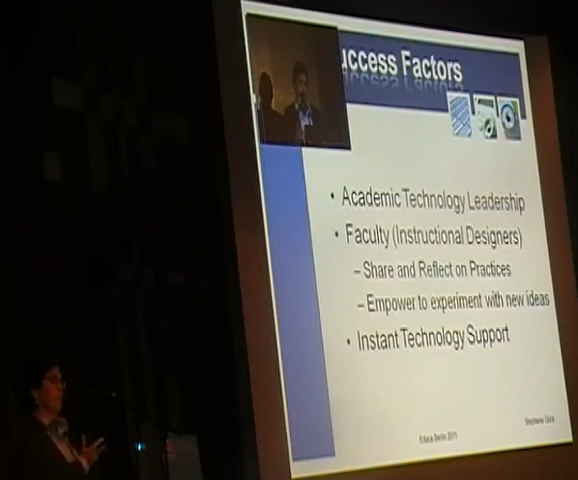 uccess Factors
• Academic Technology Leadership
• Faculty (Instructional Designers)
– Share and Reflect on Practices
– Empower to experiment with new ideas
• Instant Technology Support
Stephanie Glick
Educa Berlin 2011